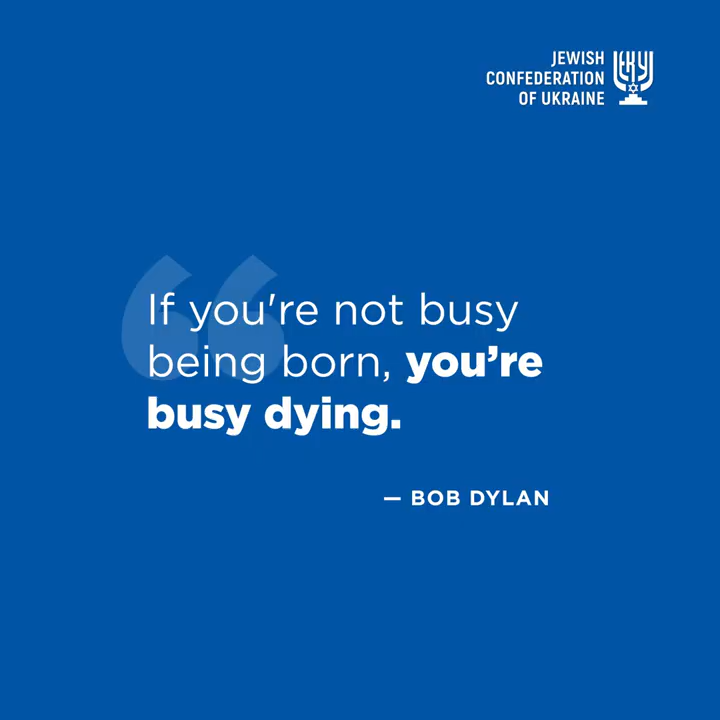 JEWISH
CONFEDERATION
OF UKRAINE
If you're not busy
being born, you’re
busy dying.
— BOB DYLAN